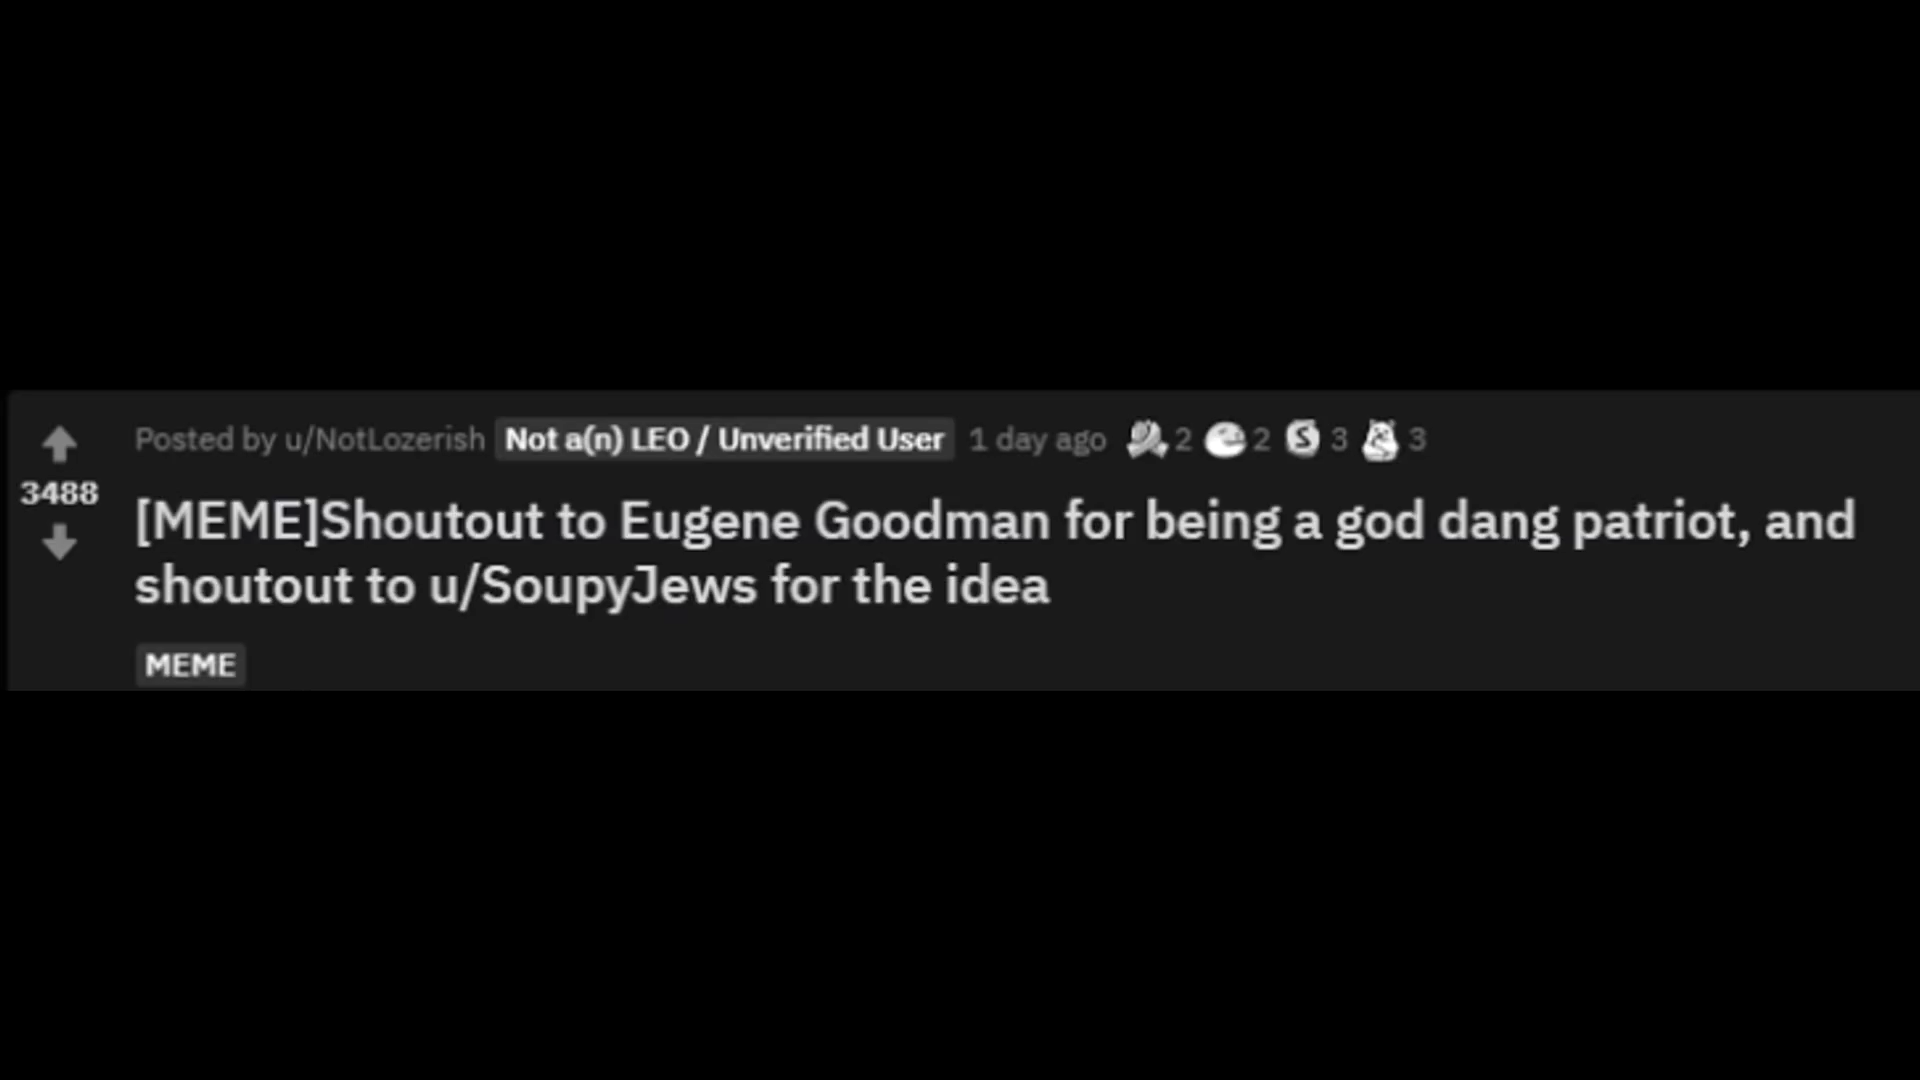 Posted by u/NotLozerish Not a(n) LEO / Unverified User 1 day ago 2 2 3 3
3488
[MEME]Shoutout to Eugene Goodman for being a god dang patriot, and
shoutout to u/SoupyJews for the idea
MEME